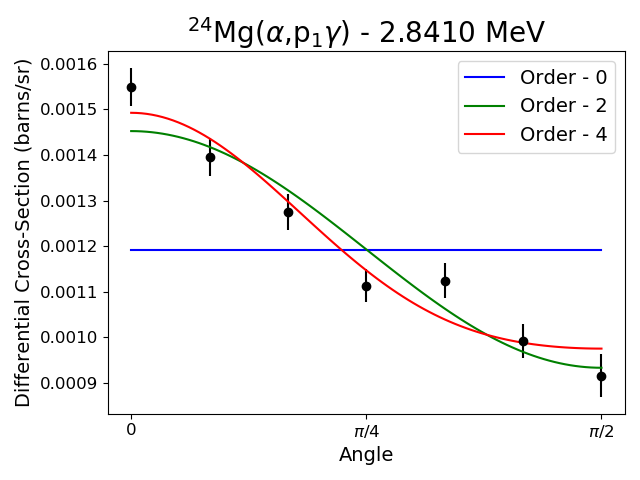 ²⁴Mg(α,p₁γ) - 2.8410 MeV
Differential Cross-Section (barns/sr)
0.0016
0.0015
0.0014
0.0013
0.0012
0.0011
0.0010
0.0009
Order - 0
Order - 2
Order - 4
0
π/4
π/2
Angle